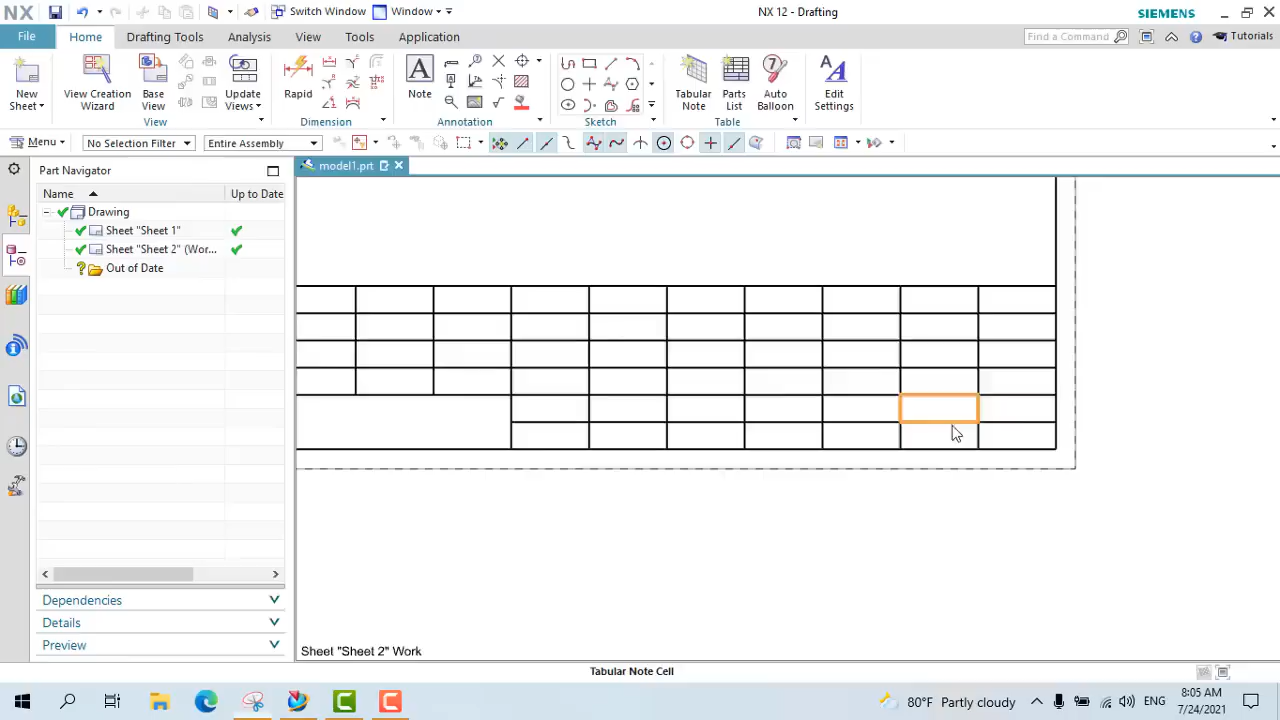 NX Switch Window Window NX 12 - Drafting SIEMENS
File Home Drafting Tools Analysis View Tools Application Find a Command Tutorials
New Sheet View Creation Wizard Base View Update Views Rapid Note Tabular Note Parts List Auto Balloon Edit Settings
View Dimension Annotation Sketch Table
Menu No Selection Filter Entire Assembly
Part Navigator model1.prt
Name Up to Date
Drawing
Sheet "Sheet 1"
Sheet "Sheet 2" (Wor...
Out of Date
Dependencies
Details
Preview
Sheet "Sheet 2" Work
Tabular Note Cell
80°F Partly cloudy ENG 8:05 AM
7/24/2021